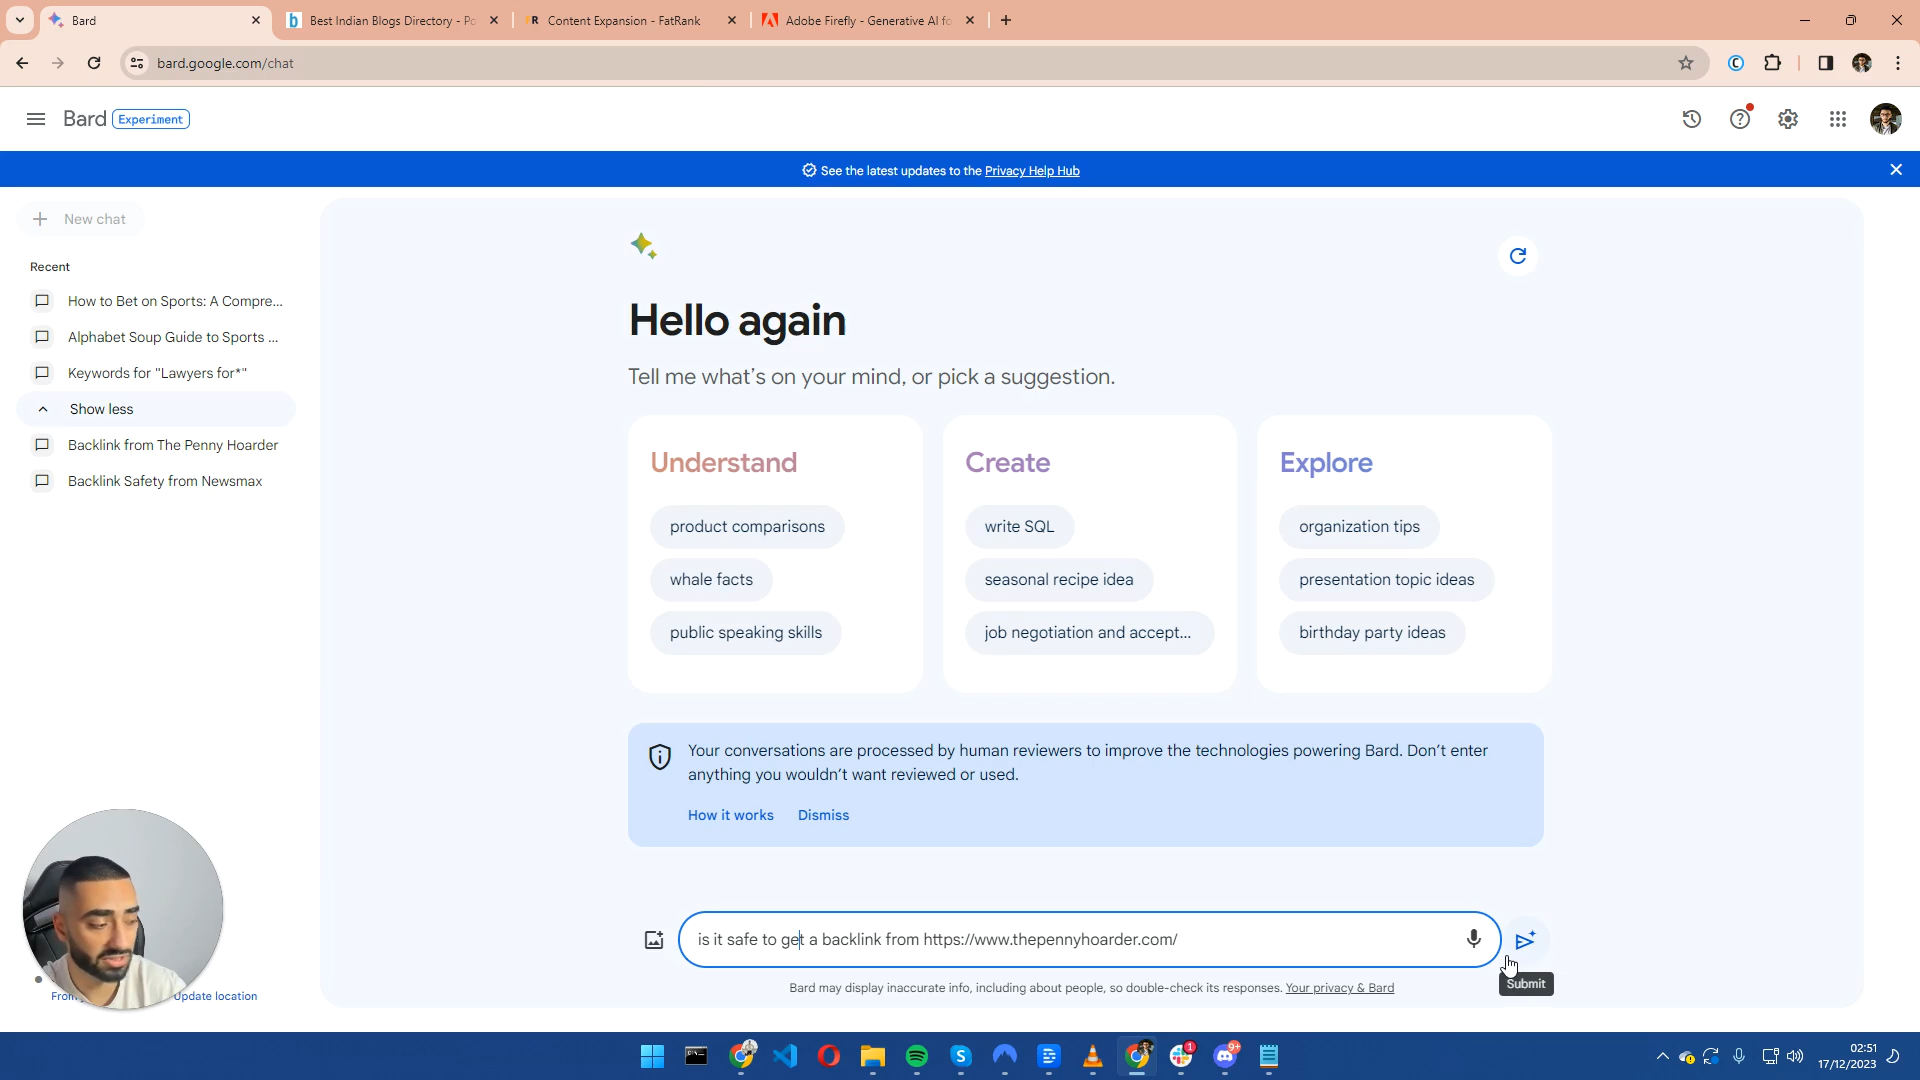 Bard
Best Indian Blogs Directory - Po
Content Expansion - FatRank
Adobe Firefly - Generative AI fo
bard.google.com/chat
Bard Experiment
See the latest updates to the Privacy Help Hub
New chat
Recent
How to Bet on Sports: A Compre...
Alphabet Soup Guide to Sports ...
Keywords for "Lawyers for*"
Show less
Backlink from The Penny Hoarder
Backlink Safety from Newsmax
Hello again
Tell me what's on your mind, or pick a suggestion.
Understand
product comparisons
whale facts
public speaking skills
Create
write SQL
seasonal recipe idea
job negotiation and accept...
Explore
organization tips
presentation topic ideas
birthday party ideas
Your conversations are processed by human reviewers to improve the technologies powering Bard. Don't enter
anything you wouldn't want reviewed or used.
How it works Dismiss
is it safe to get a backlink from https://www.thepennyhoarder.com/
Submit
Bard may display inaccurate info, including about people, so double-check its responses. Your privacy & Bard
Update location
02:51
17/12/2023